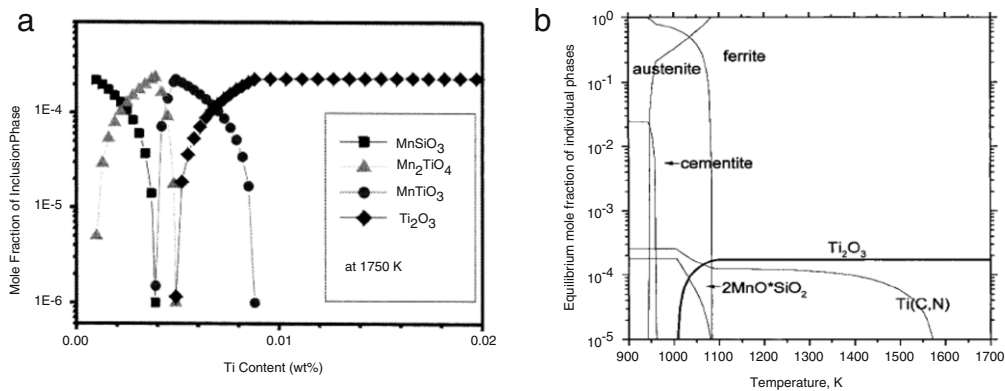 a
Mole Fraction of Inclusion Phase
1E-4
1E-5
1E-6
0.00
0.01
0.02
Ti Content (wt%)
MnSiO3
Mn2TiO4
MnTiO3
Ti2O3
at 1750 K
b
Equilibrium mole fraction of individual phases
10^0
10^-1
10^-2
10^-3
10^-4
10^-5
900 1000 1100 1200 1300 1400 1500 1600 1700
Temperature, K
austenite
ferrite
cementite
Ti2O3
2MnO*SiO2
Ti(C,N)